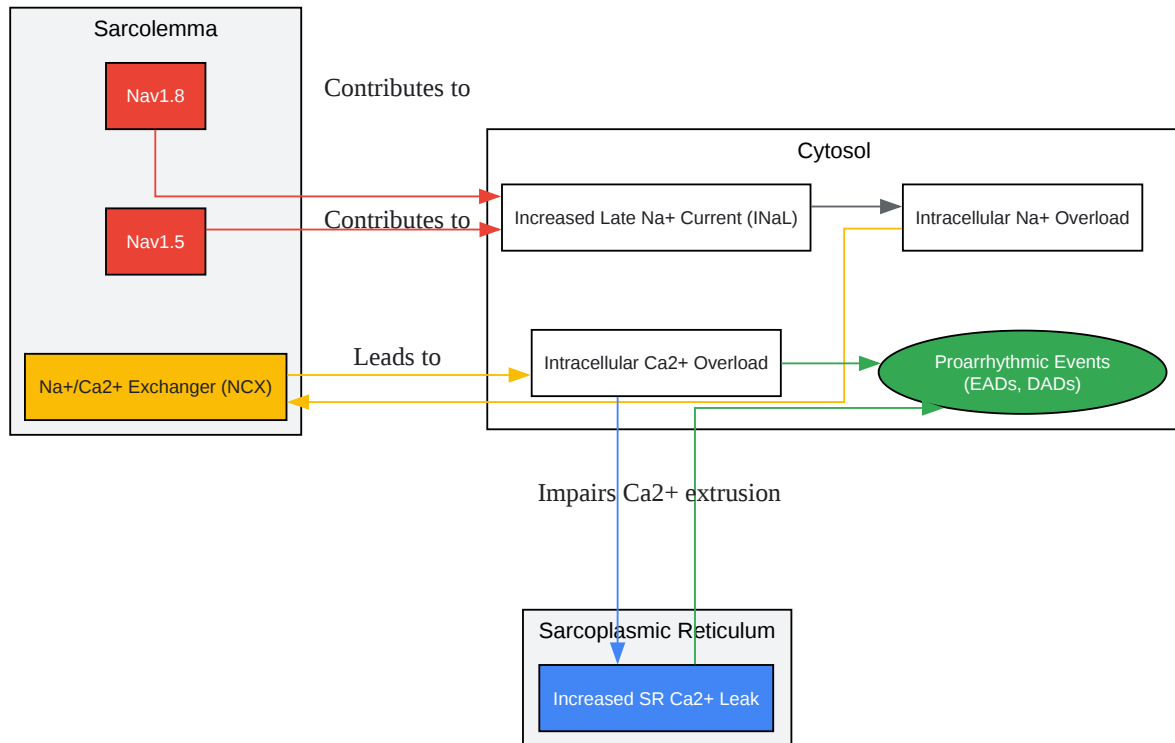 Sarcolemma
Nav1.8
Contributes to
Cytosol
Increased Late Na+ Current (INaL)
Intracellular Na+ Overload
Nav1.5
Contributes to
Na+/Ca2+ Exchanger (NCX)
Leads to
Intracellular Ca2+ Overload
Proarrhythmic Events
(EADs, DADs)
Impairs Ca2+ extrusion
Sarcoplasmic Reticulum
Increased SR Ca2+ Leak